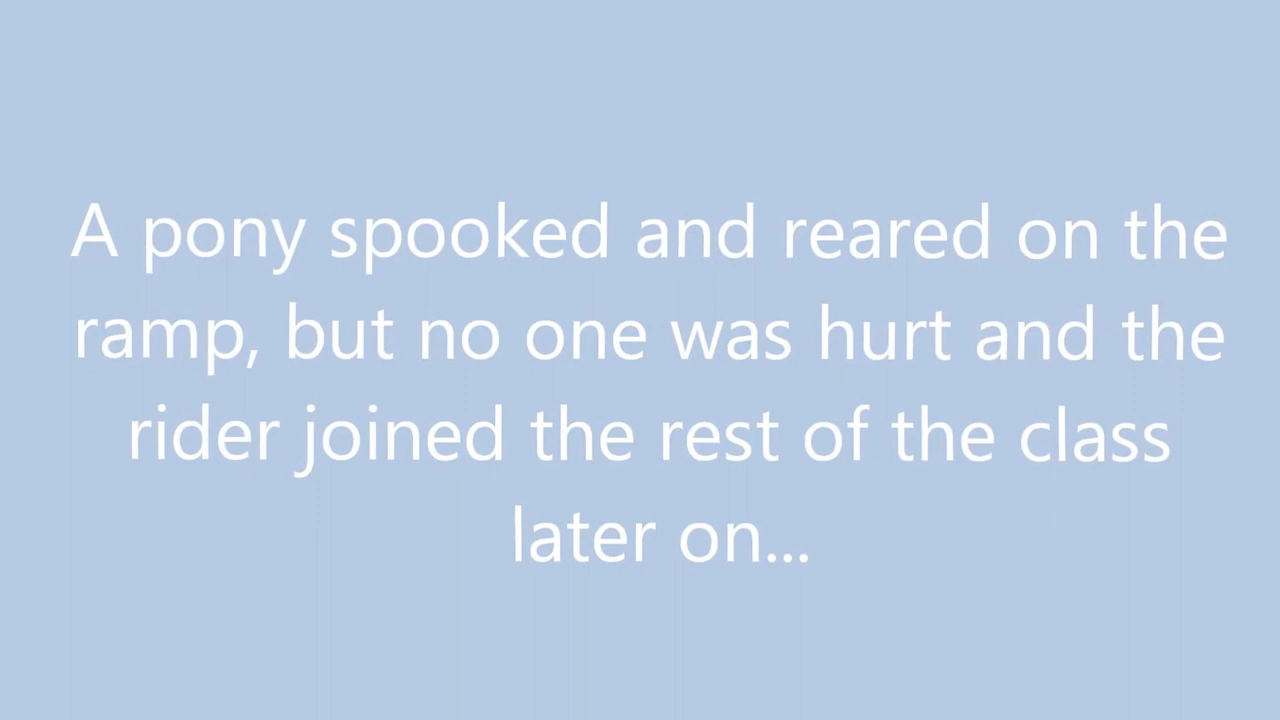 A pony spooked and reared on the
ramp, but no one was hurt and the
rider joined the rest of the class
later on...